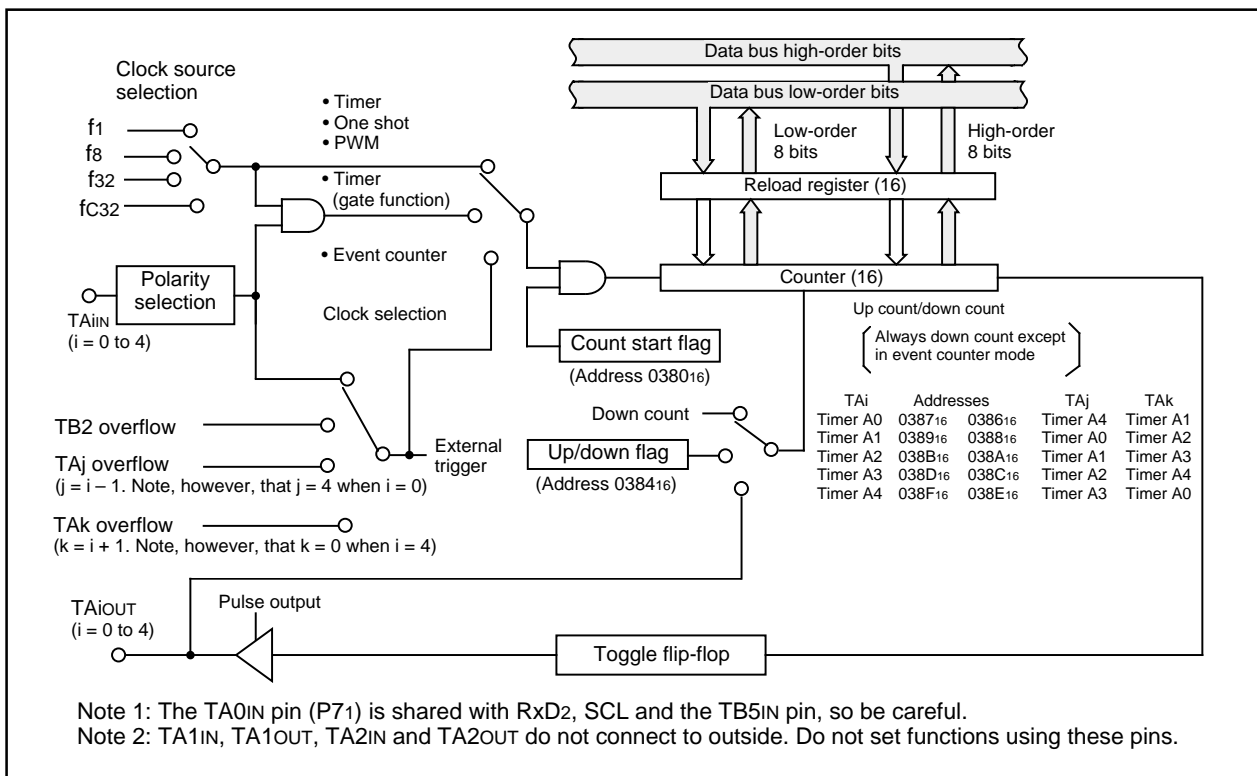 Clock source
selection
f1
f8
f32
fC32
• Timer
• One shot
• PWM
• Timer
(gate function)
• Event counter
Data bus high-order bits
Data bus low-order bits
Low-order
8 bits
High-order
8 bits
Reload register (16)
Counter (16)
Polarity
selection
TAiIN
(i = 0 to 4)
Clock selection
Up count/down count
Always down count except
in event counter mode
Count start flag
(Address 038016)
TB2 overflow
TAj overflow
(j = i – 1. Note, however, that j = 4 when i = 0)
TAk overflow
(k = i + 1. Note, however, that k = 0 when i = 4)
External
trigger
Down count
Up/down flag
(Address 038416)
TAi Addresses TAj TAk
Timer A0 038716 038616 Timer A4 Timer A1
Timer A1 038916 038816 Timer A0 Timer A2
Timer A2 038B16 038A16 Timer A1 Timer A3
Timer A3 038D16 038C16 Timer A2 Timer A4
Timer A4 038F16 038E16 Timer A3 Timer A0
TAiOUT
(i = 0 to 4)
Pulse output
Toggle flip-flop
Note 1: The TA0IN pin (P71) is shared with RxD2, SCL and the TB5IN pin, so be careful.
Note 2: TA1IN, TA1OUT, TA2IN and TA2OUT do not connect to outside. Do not set functions using these pins.